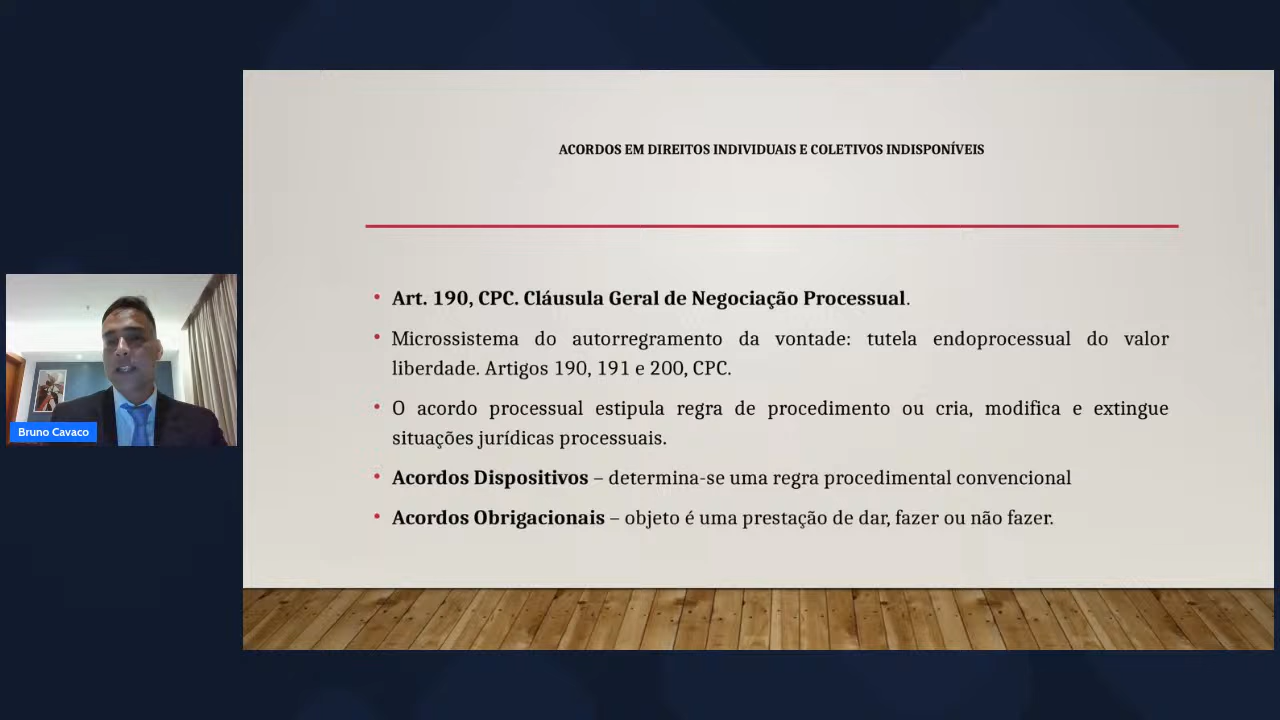 ACORDOS EM DIREITOS INDIVIDUAIS E COLETIVOS INDISPONÍVEIS
• Art. 190, CPC. Cláusula Geral de Negociação Processual.
• Microssistema do autorregramento da vontade: tutela endoprocessual do valor
liberdade. Artigos 190, 191 e 200, CPC.
• O acordo processual estipula regra de procedimento ou cria, modifica e extingue
situações jurídicas processuais.
• Acordos Dispositivos – determina-se uma regra procedimental convencional
• Acordos Obrigacionais – objeto é uma prestação de dar, fazer ou não fazer.
Bruno Cavaco